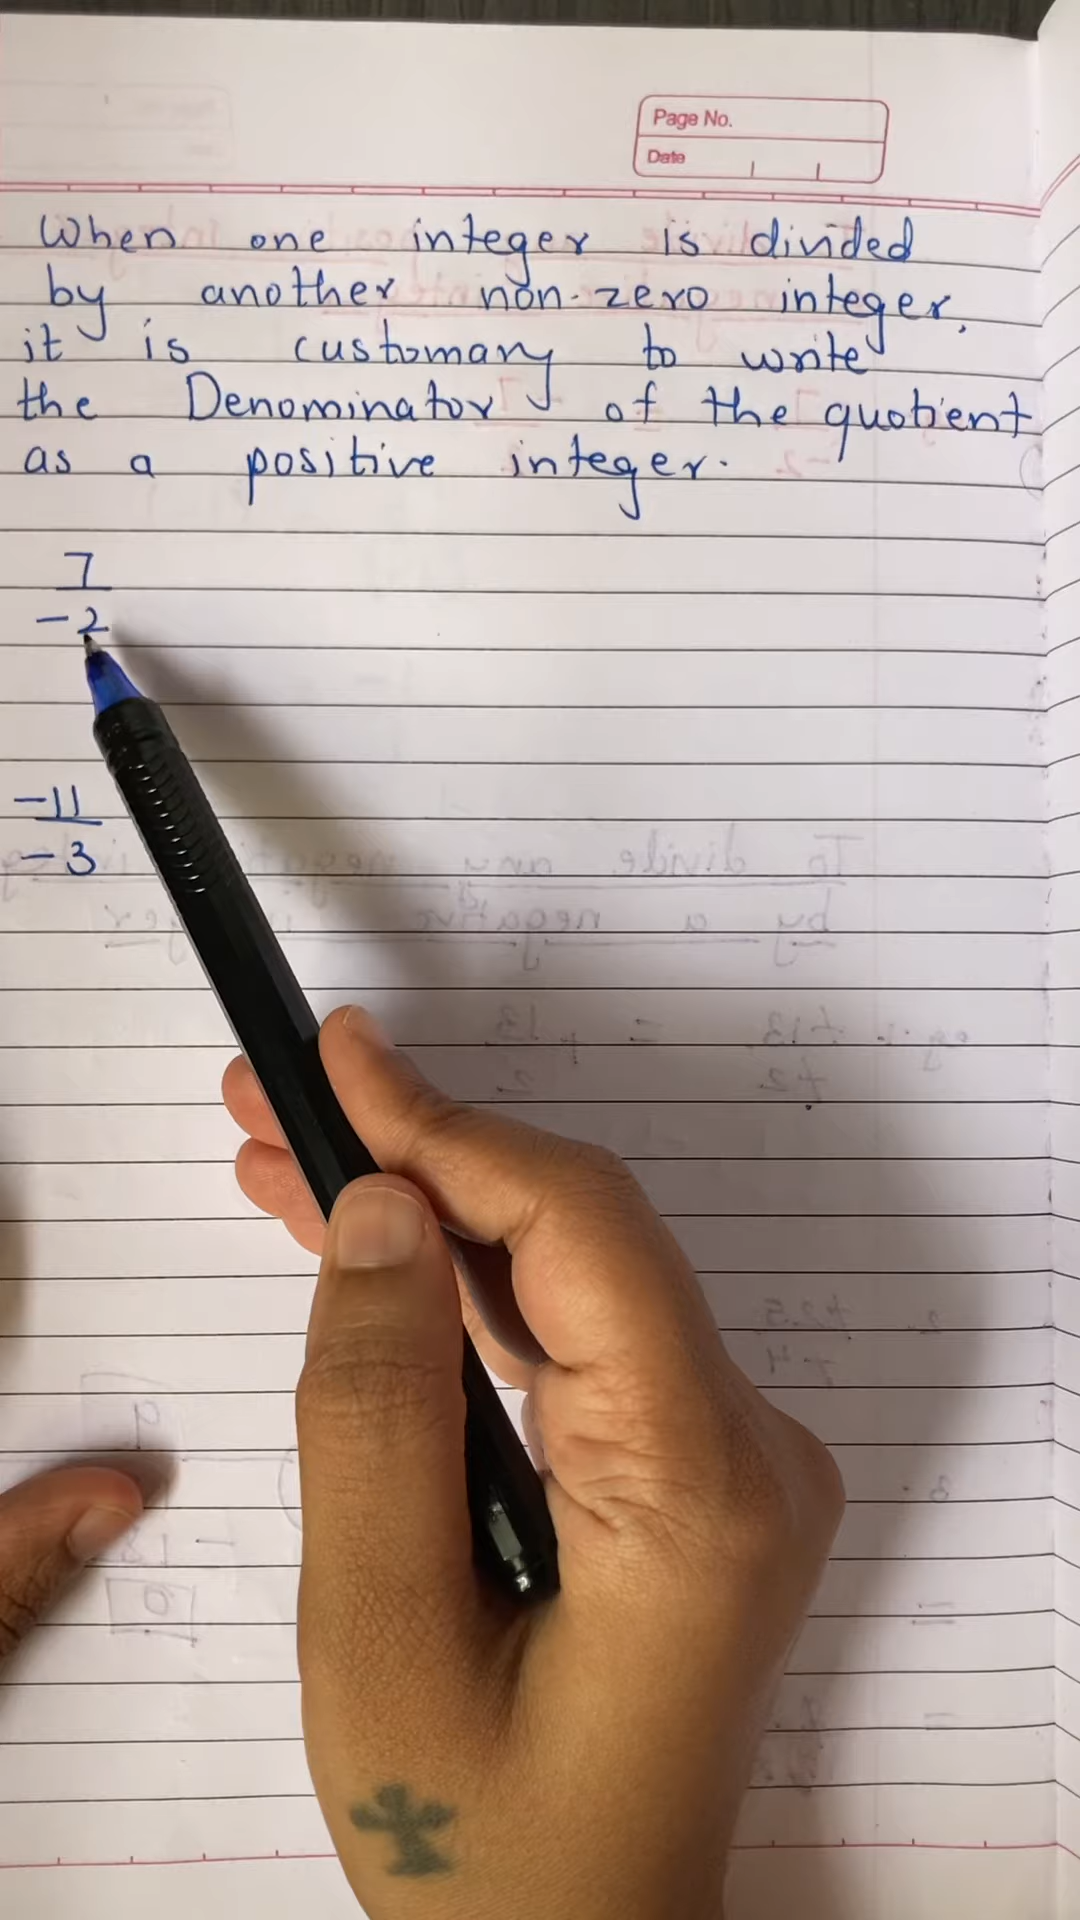 Page No.
Date
When one integer is divided
by another non-zero integer,
it is customary to write
the Denominator of the quotient
as a positive integer.
7
-2
-11
-3